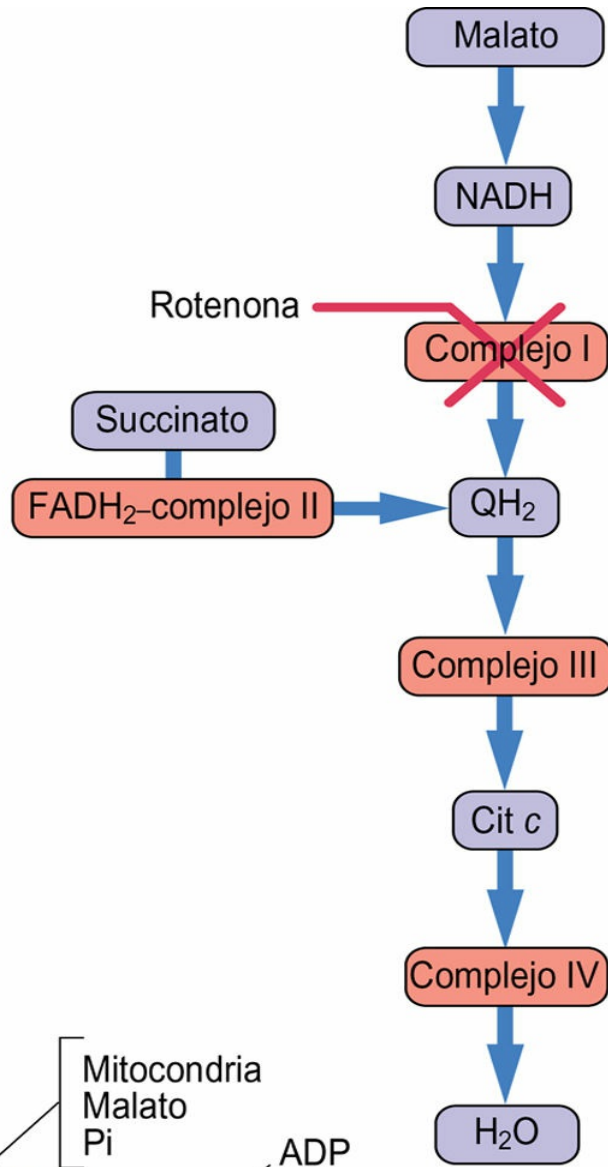 Malato
NADH
Rotenona
Complejo I
Succinato
FADH₂–complejo II
QH₂
Complejo III
Cit c
Complejo IV
Mitocondria
Malato
Pi
ADP
H₂O